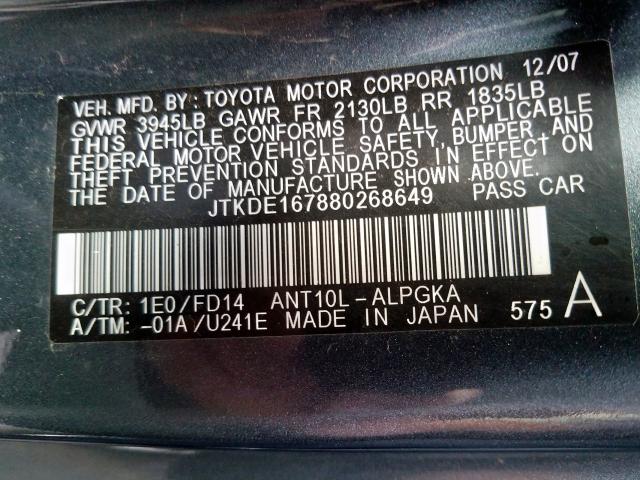 VEH. MFD. BY: TOYOTA MOTOR CORPORATION 12/07
GVWR 3945LB GAWR FR 2130LB RR 1835LB
THIS VEHICLE CONFORMS TO ALL APPLICABLE
FEDERAL MOTOR VEHICLE SAFETY, BUMPER, AND
THEFT PREVENTION STANDARDS IN EFFECT ON
THE DATE OF MANUFACTURE SHOWN ABOVE.
JTKDE167880268649 PASS CAR
C/TR: 1E0/FD14 ANT10L-ALPGKA
A/TM: -01A/U241E MADE IN JAPAN 575 A